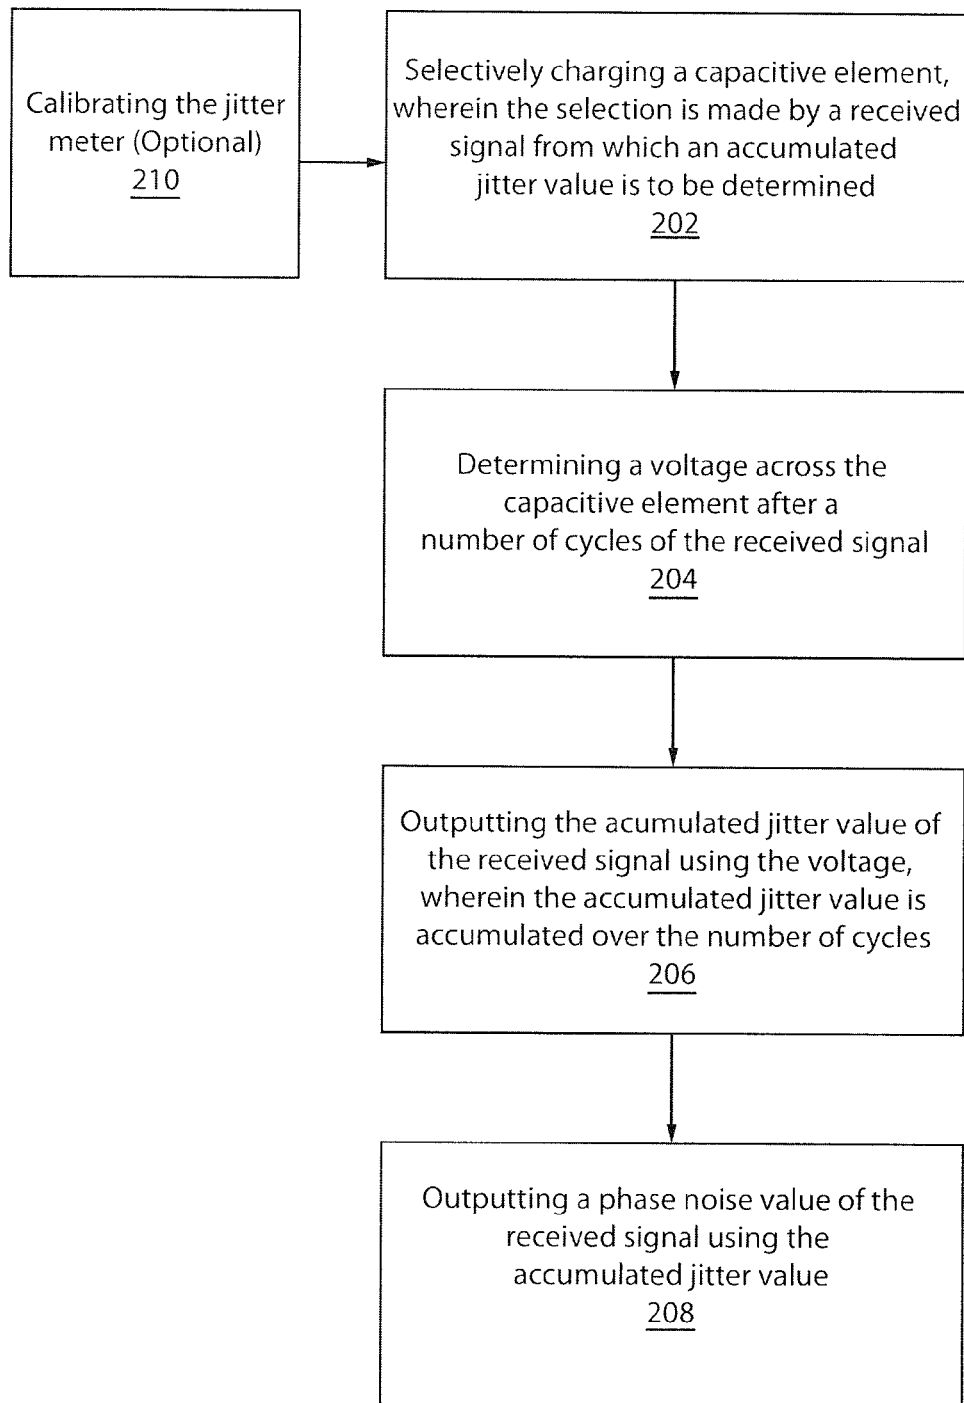 Calibrating the jitter
meter (Optional)
210
Selectively charging a capacitive element,
wherein the selection is made by a received
signal from which an accumulated
jitter value is to be determined
202
Determining a voltage across the
capacitive element after a
number of cycles of the received signal
204
Outputting the acumulated jitter value of
the received signal using the voltage,
wherein the accumulated jitter value is
accumulated over the number of cycles
206
Outputting a phase noise value of the
received signal using the
accumulated jitter value
208